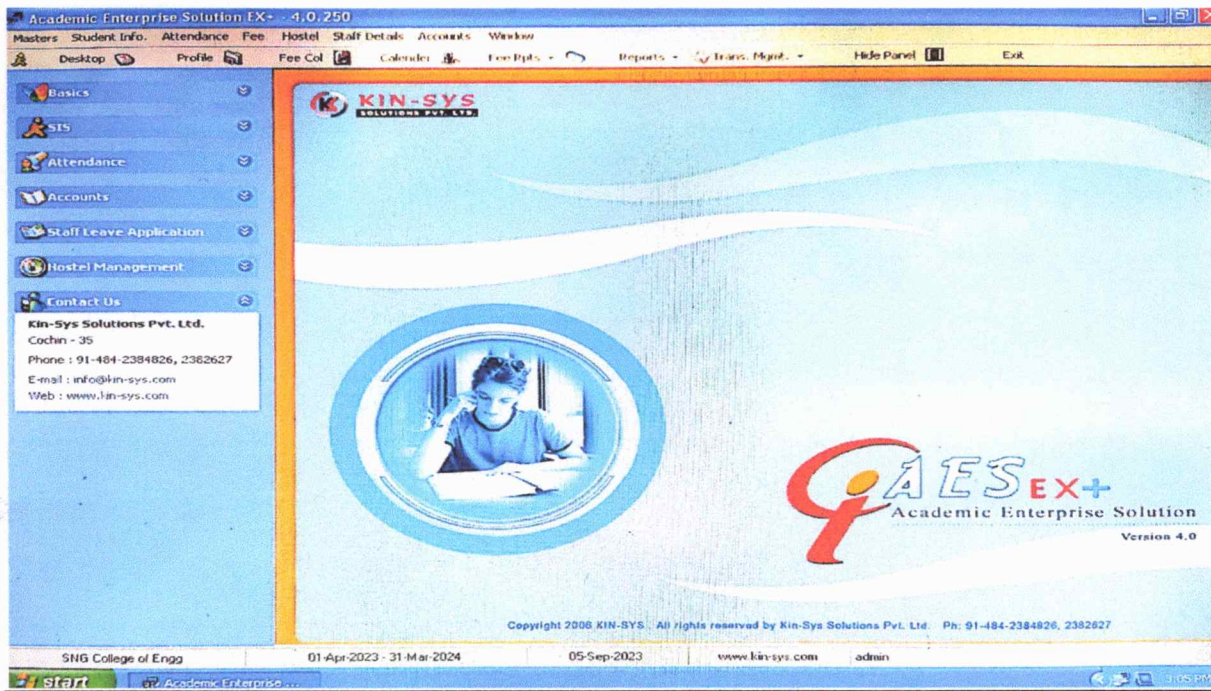 Academic Enterprise Solution EX+ - 4.0.250
Masters Student Info. Attendance Fee Hostel Staff Details Accounts Window
Desktop Profile Fee Col Calender Fee Rpts Reports Trans. Mgmt. Hide Panel Exit
Basics
SIS
Attendance
Accounts
Staff Leave Application
Hostel Management
Contact Us
Kin-Sys Solutions Pvt. Ltd.
Cochin - 35
Phone : 91-484-2384826, 2382627
E-mail : info@kin-sys.com
Web : www.kin-sys.com
K KIN-SYS
SOLUTIONS PVT. LTD.
AES EX+
Academic Enterprise Solution
Version 4.0
Copyright 2006 KIN-SYS. All rights reserved by Kin-Sys Solutions Pvt. Ltd. Ph: 91-484-2384826, 2382627
SNG College of Engg 01-Apr-2023 - 31-Mar-2024 05-Sep-2023 www.kin-sys.com admin
start Academic Enterprise ... 3:05 PM